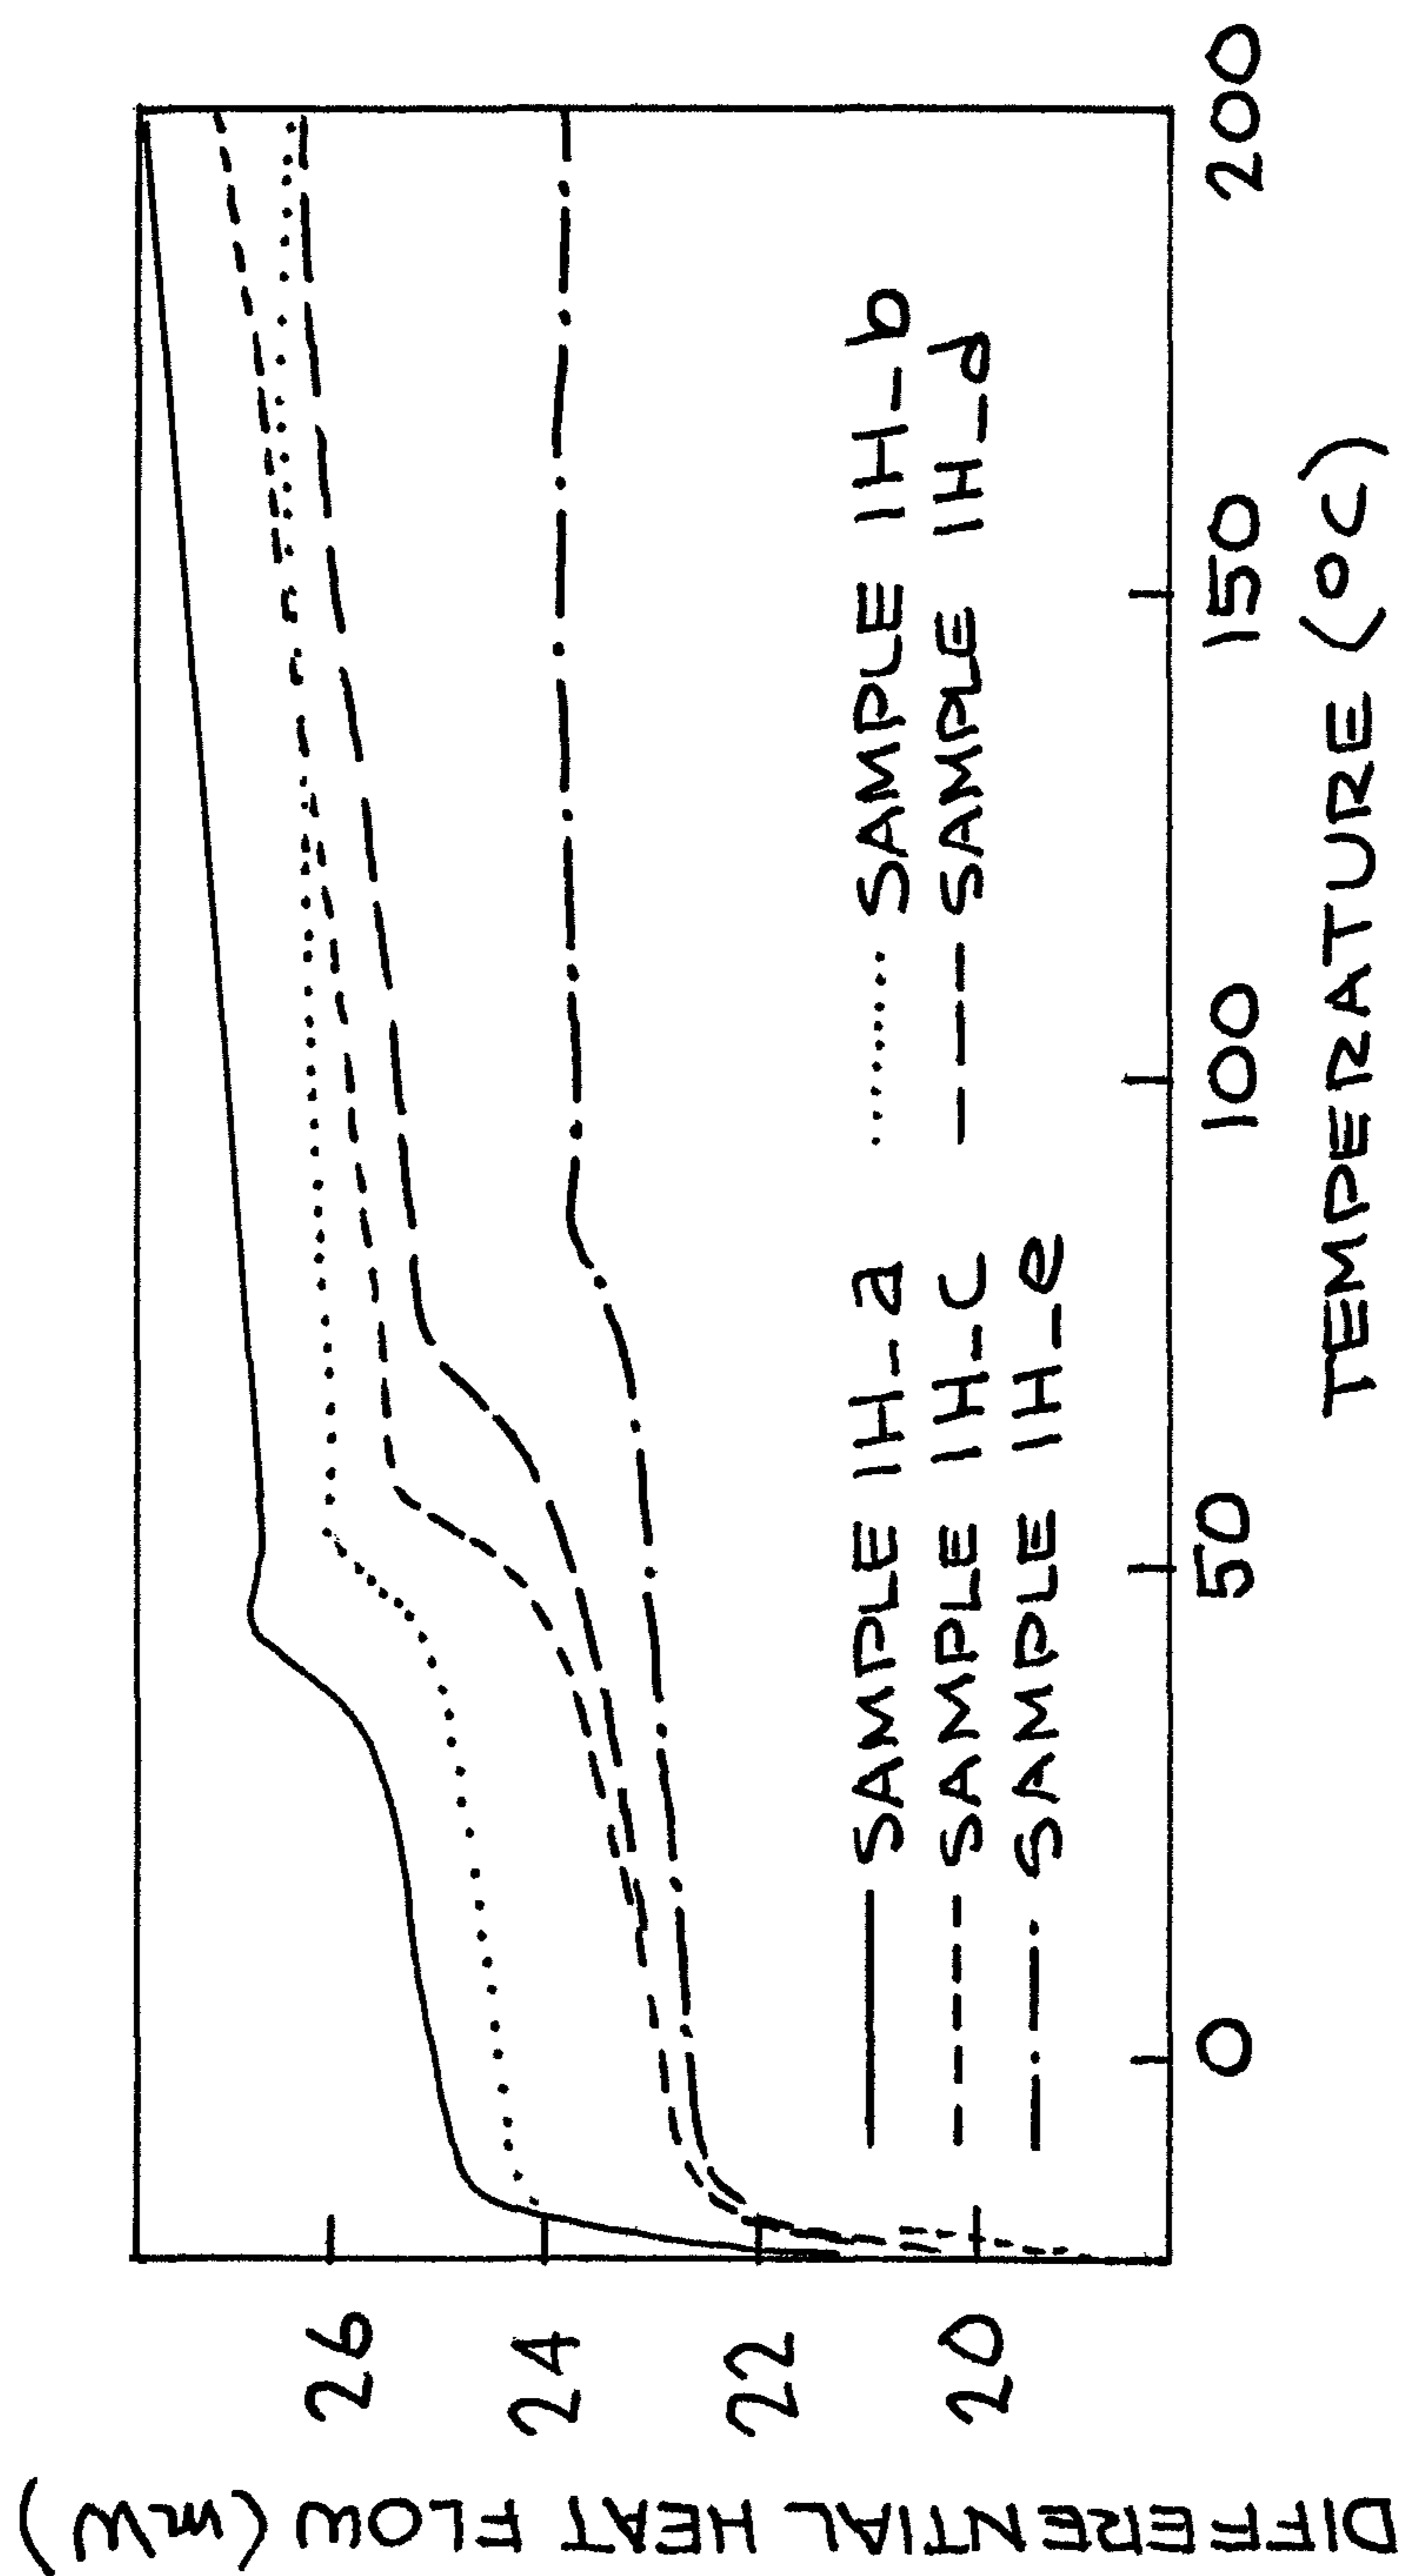 DIFFERENTIAL HEAT FLOW (mW)
26
24
22
20
SAMPLE 1H-a
SAMPLE 1H-b
SAMPLE 1H-c
SAMPLE 1H-d
SAMPLE 1H-e
0
50
100
150
200
TEMPERATURE (OC)